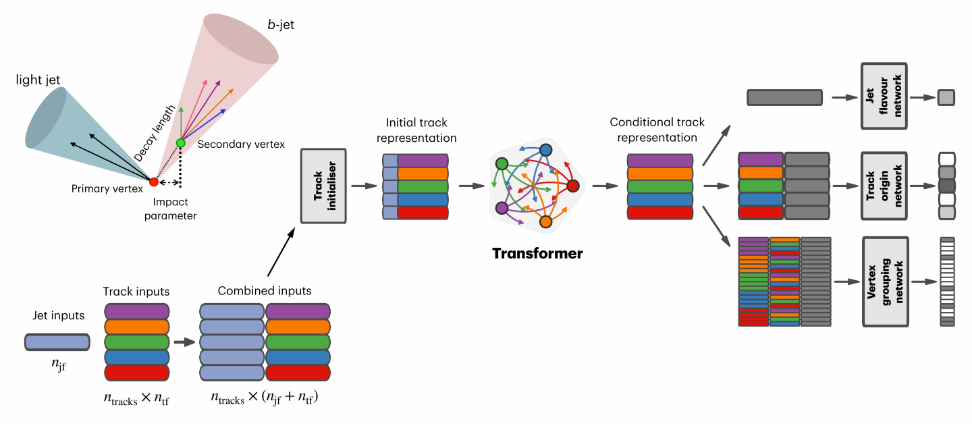 b-jet
light jet
Decay length
Secondary vertex
Primary vertex
Impact
parameter
Track
initialiser
Initial track
representation
Transformer
Conditional track
representation
Jet
flavour
network
Track
origin
network
Vertex
grouping
network
Jet inputs
n_jf
Track inputs
n_tracks × n_tf
Combined inputs
n_tracks × (n_jf + n_tf)